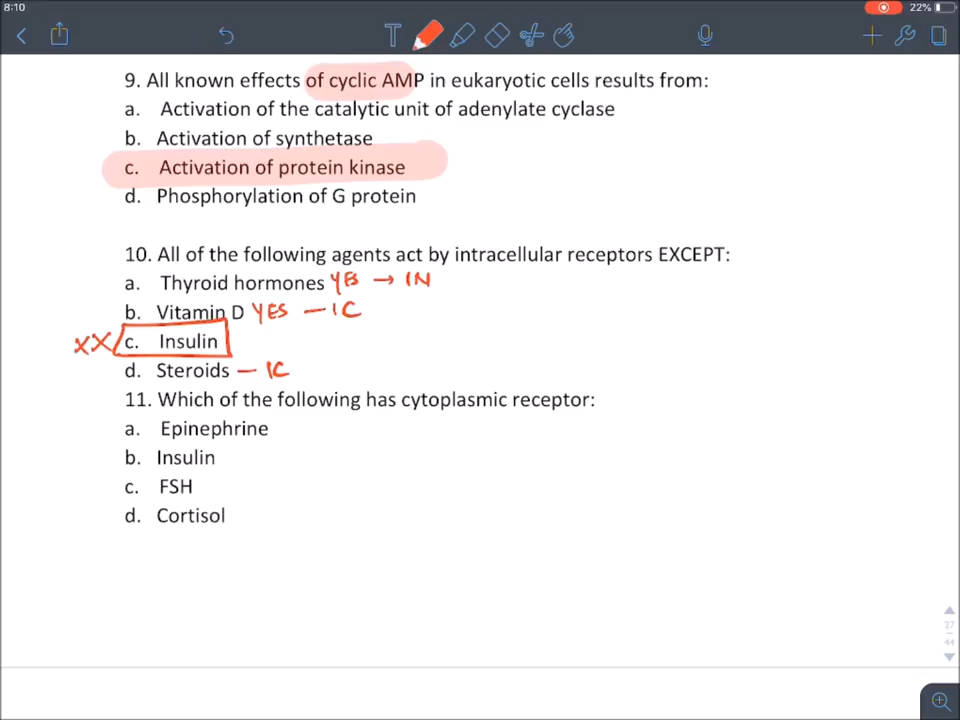 8:10
22%
T
9. All known effects of cyclic AMP in eukaryotic cells results from:
a. Activation of the catalytic unit of adenylate cyclase
b. Activation of synthetase
c. Activation of protein kinase
d. Phosphorylation of G protein
10. All of the following agents act by intracellular receptors EXCEPT:
a. Thyroid hormones YES → IN
b. Vitamin D YES — IC
XX c. Insulin
d. Steroids — IC
11. Which of the following has cytoplasmic receptor:
a. Epinephrine
b. Insulin
c. FSH
d. Cortisol
27
44